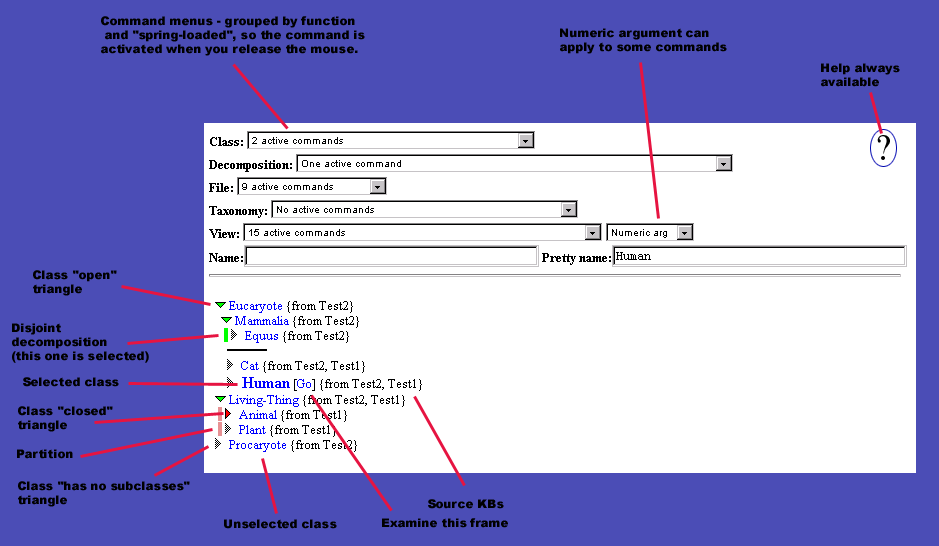 Command menus - grouped by function
and "spring-loaded", so the command is
activated when you release the mouse.
Numeric argument can
apply to some commands
Help always
available
?
Class: 2 active commands
Decomposition: One active command
File: 9 active commands
Taxonomy: No active commands
View: 15 active commands Numeric arg
Name: Pretty name: Human
Class "open"
triangle
Eucaryote {from Test2}
Mammalia {from Test2}
Disjoint
decomposition
(this one is selected)
Equus {from Test2}
Cat {from Test2, Test1}
Selected class
Human [Go] {from Test2, Test1}
Living-Thing {from Test2, Test1}
Class "closed"
triangle
Animal {from Test1}
Plant {from Test1}
Partition
Procaryote {from Test2}
Class "has no subclasses"
triangle
Source KBs
Unselected class
Examine this frame